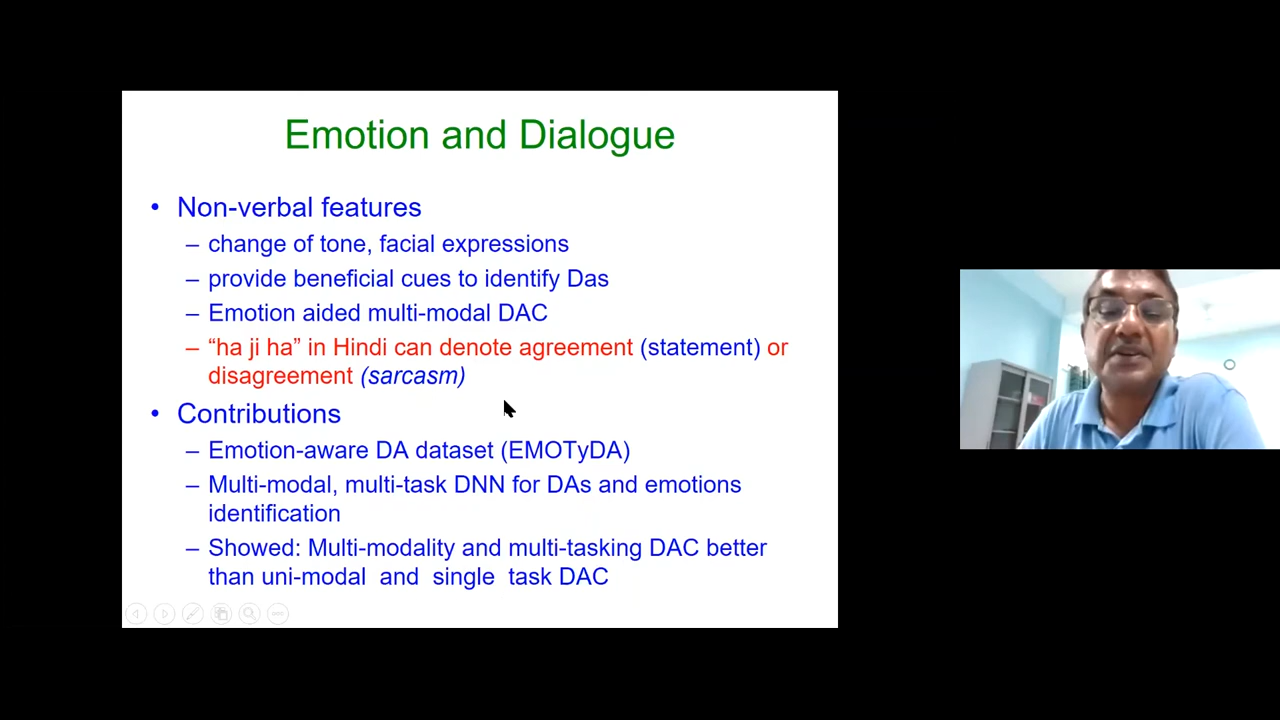 Emotion and Dialogue
• Non-verbal features
– change of tone, facial expressions
– provide beneficial cues to identify Das
– Emotion aided multi-modal DAC
– “ha ji ha” in Hindi can denote agreement (statement) or
disagreement (sarcasm)
• Contributions
– Emotion-aware DA dataset (EMOTyDA)
– Multi-modal, multi-task DNN for DAs and emotions
identification
– Showed: Multi-modality and multi-tasking DAC better
than uni-modal and single task DAC